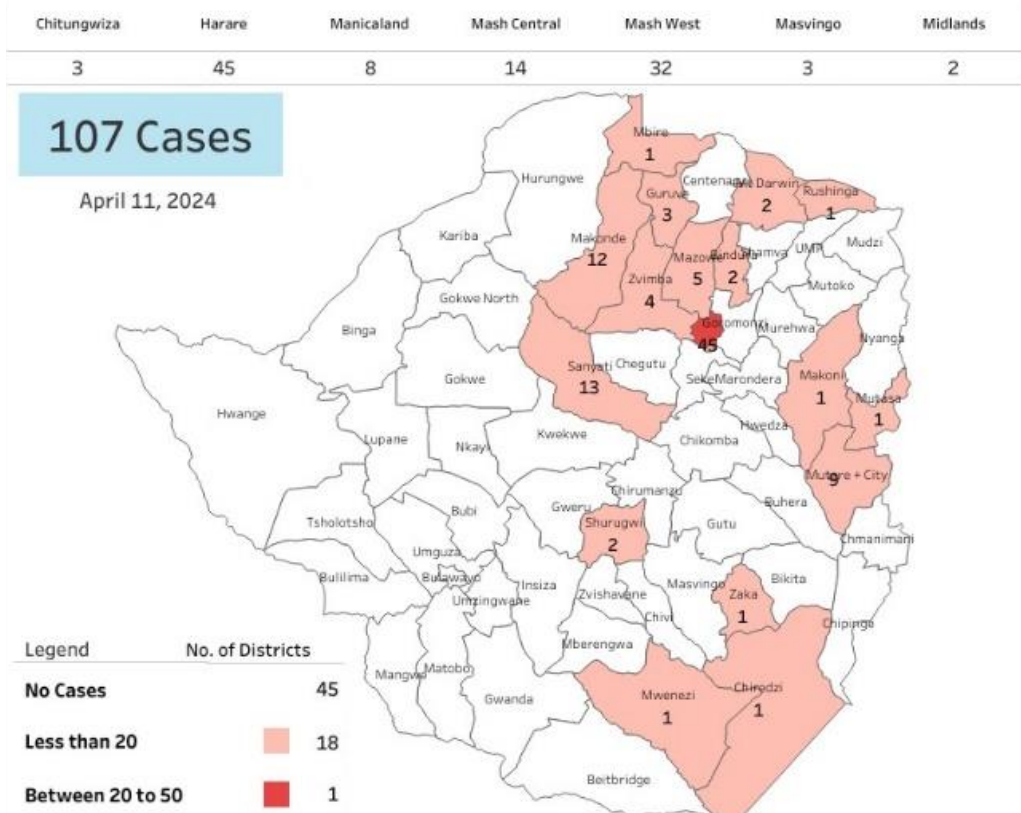 Chitungwiza Harare Manicaland Mash Central Mash West Masvingo Midlands
3 45 8 14 32 3 2
107 Cases
April 11, 2024
Mbire
1
Hurungwe
Centenary
Darwin
2
Rushinga
1
Guruve
3
Kariba
Makonde
12
Mazowe
5
Bindura
2
Shamva
UMP
Mudzi
Zvimba
4
Mutoko
Gokwe North
Binga
Goromonzi
45
Murehwa
Nyanga
Sanyati
13
Chegutu
Gokwe
Seke
Marondera
Makoni
1
Mutasa
1
Hwange
Lupane
Nkayi
Kwekwe
Chikomba
Hwedza
Mutare + City
9
Chirumanzu
Buhera
Gweru
Tsholotsho
Bubi
Shurugwi
2
Gutu
Chmanimani
Umguza
Bulilima
Bulawayo
Umzingwane
Insiza
Zvishavane
Masvingo
Zaka
1
Bikita
Chivi
Chipinge
Mberengwa
Legend No. of Districts
No Cases 45
Less than 20 18
Between 20 to 50 1
Mangwe
Matobo
Gwanda
Mwenezi
1
Chiredzi
1
Beitbridge